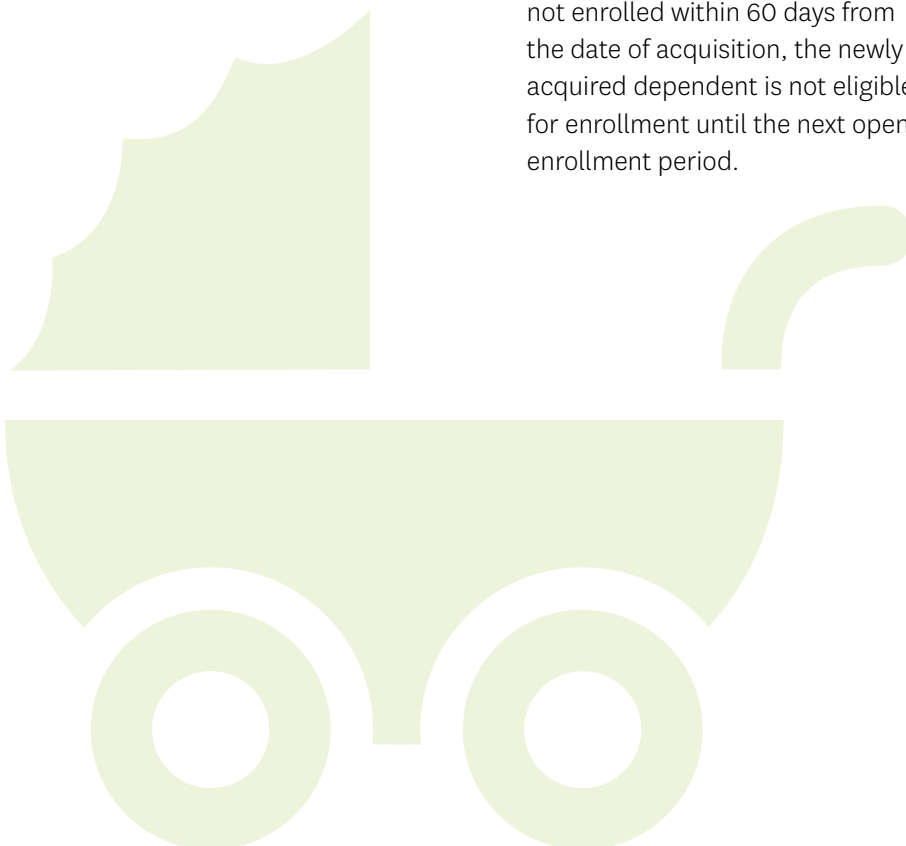 not enrolled within 60 days from
the date of acquisition, the newly
acquired dependent is not eligible
for enrollment until the next open
enrollment period.